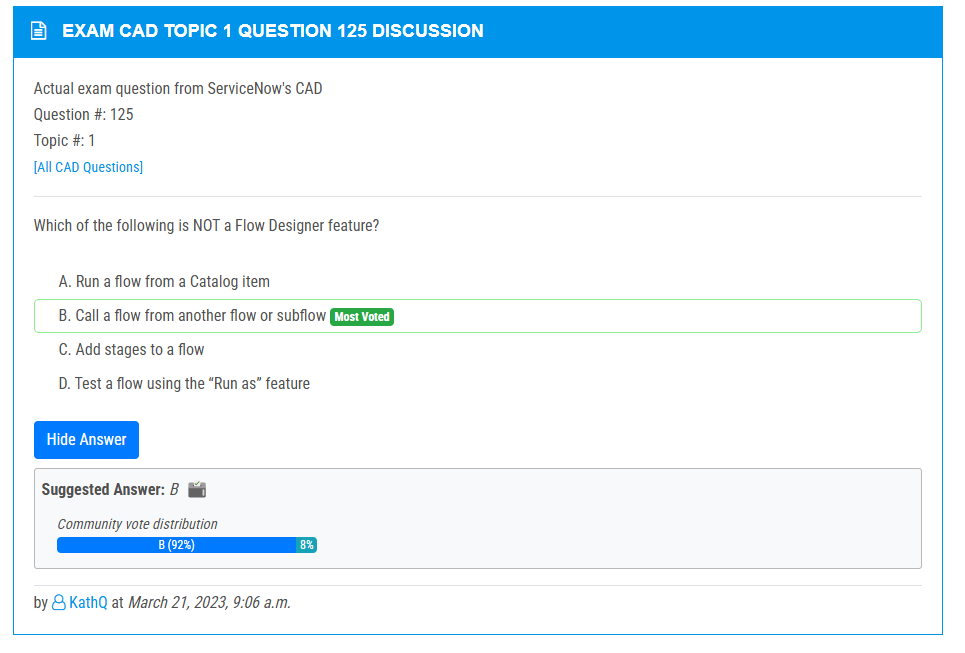 EXAM CAD TOPIC 1 QUESTION 125 DISCUSSION
Actual exam question from ServiceNow's CAD
Question #: 125
Topic #: 1
[All CAD Questions]
Which of the following is NOT a Flow Designer feature?
A. Run a flow from a Catalog item
B. Call a flow from another flow or subflow Most Voted
C. Add stages to a flow
D. Test a flow using the “Run as” feature
Hide Answer
Suggested Answer: B
Community vote distribution
B (92%) 8%
by KathQ at March 21, 2023, 9:06 a.m.